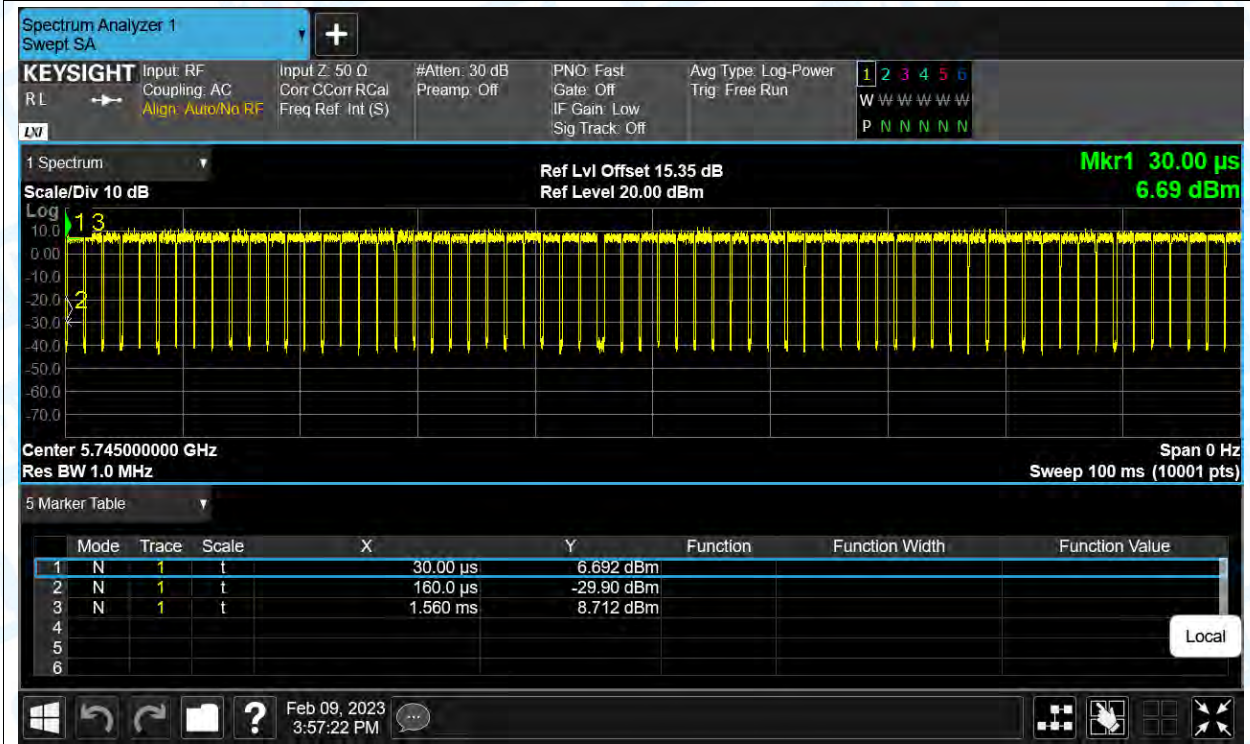 Spectrum Analyzer 1
Swept SA
KEYSIGHT
RL
LXI
Input: RF
Coupling: AC
Align: Auto/No RF
Input Z: 50 Ω
Corr CCorr RCal
Freq Ref: Int (S)
#Atten: 30 dB
Preamp: Off
PNO: Fast
Gate: Off
IF Gain: Low
Sig Track: Off
Avg Type: Log-Power
Trig: Free Run
1 2 3 4 5 6
W W W W W W
P N N N N N
1 Spectrum
Scale/Div 10 dB
Ref Lvl Offset 15.35 dB
Ref Level 20.00 dBm
Mkr1 30.00 µs
6.69 dBm
Log
10.0
0.00
-10.0
-20.0
-30.0
-40.0
-50.0
-60.0
-70.0
1 3
2
Center 5.745000000 GHz
Res BW 1.0 MHz
Span 0 Hz
Sweep 100 ms (10001 pts)
5 Marker Table
Mode Trace Scale X Y Function Function Width Function Value
1 N 1 t 30.00 µs 6.692 dBm
2 N 1 t 160.0 µs -29.90 dBm
3 N 1 t 1.560 ms 8.712 dBm
4
5
6
Local
?
Feb 09, 2023
3:57:22 PM